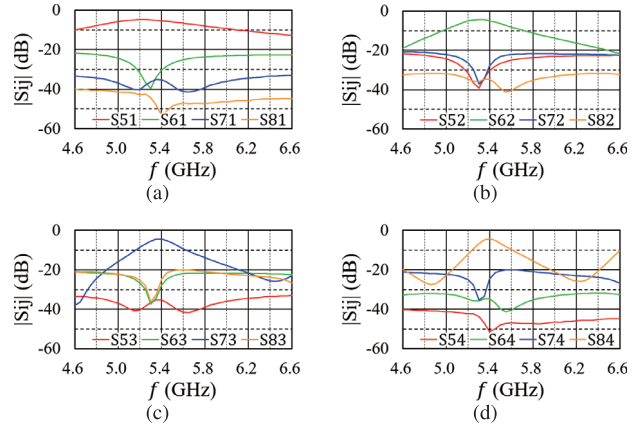 0
-20
-40
-60
|Sij| (dB)
S51 S61 S71 S81
4.6 5.0 5.4 5.8 6.2 6.6
f (GHz)
(a)
0
-20
-40
-60
|Sij| (dB)
S52 S62 S72 S82
4.6 5.0 5.4 5.8 6.2 6.6
f (GHz)
(b)
0
-20
-40
-60
|Sij| (dB)
S53 S63 S73 S83
4.6 5.0 5.4 5.8 6.2 6.6
f (GHz)
(c)
0
-20
-40
-60
|Sij| (dB)
S54 S64 S74 S84
4.6 5.0 5.4 5.8 6.2 6.6
f (GHz)
(d)